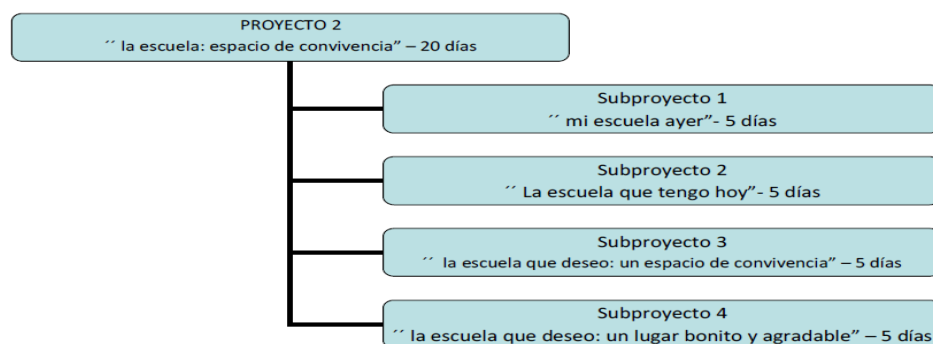 PROYECTO 2
´´ la escuela: espacio de convivencia” – 20 días
Subproyecto 1
´´ mi escuela ayer”- 5 días
Subproyecto 2
´´ La escuela que tengo hoy”- 5 días
Subproyecto 3
´´ la escuela que deseo: un espacio de convivencia” – 5 días
Subproyecto 4
´´ la escuela que deseo: un lugar bonito y agradable” – 5 días